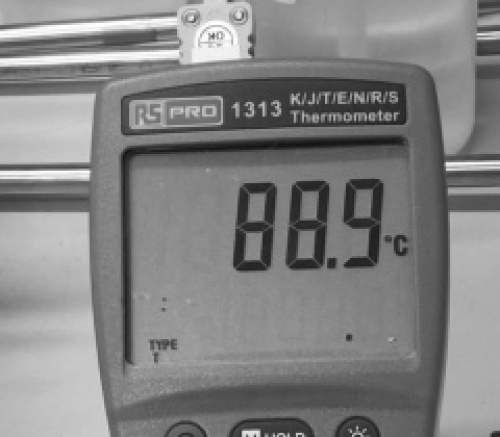 RS PRO 1313 K/J/T/E/N/R/S
Thermometer
88.9 °C
TYPE
T
HOLD